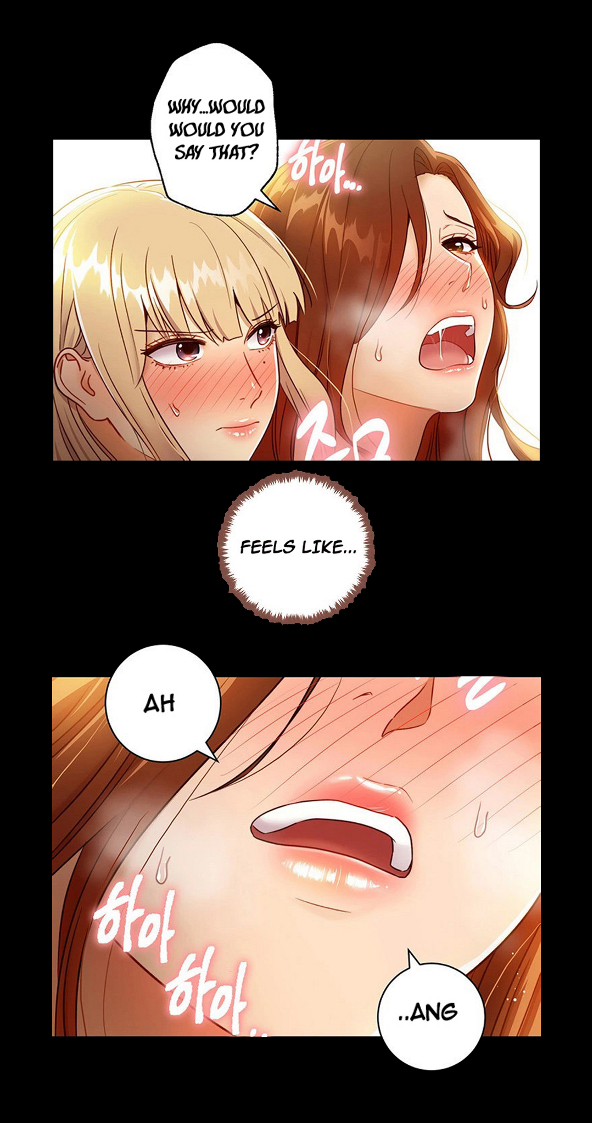 WHY...WOULD
WOULD YOU
SAY THAT?
하아...
FEELS LIKE...
AH
하아
하아..
..ANG